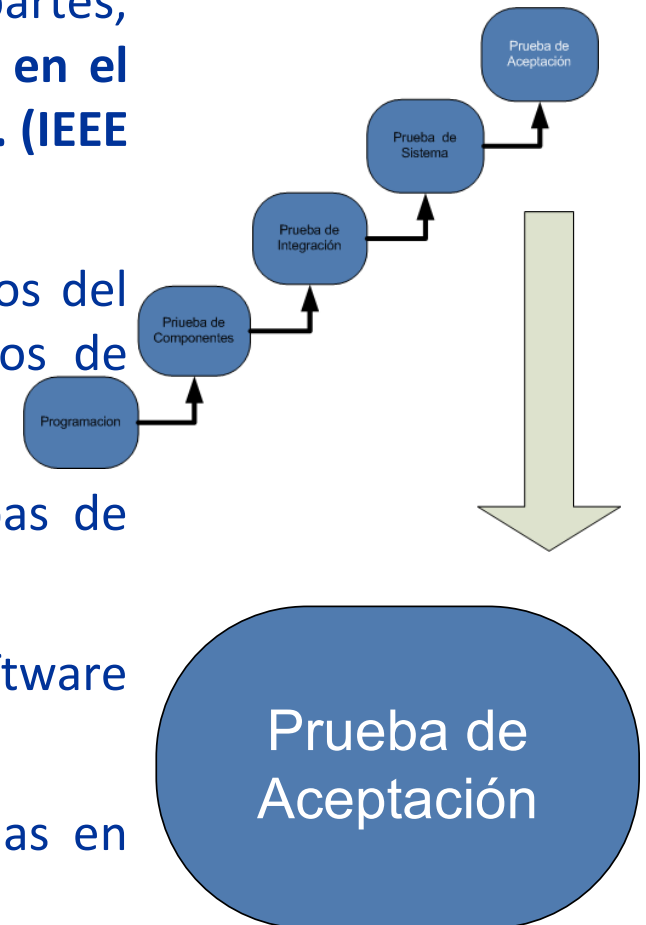 partes,
en el
. (IEEE
os del
os de
as de
ftware
as en
Prueba de
Aceptación
Prueba de
Sistema
Prueba de
Integración
Priueba de
Componentes
Programacion
Prueba de
Aceptación